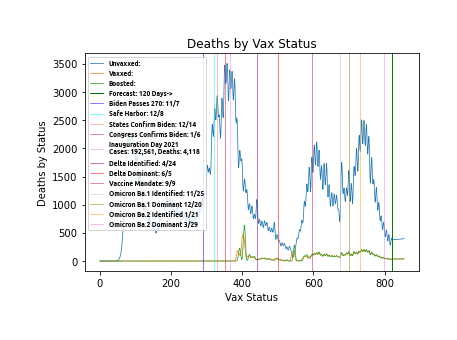 Deaths by Vax Status
Deaths by Status
3500
3000
2500
2000
1500
1000
500
0
Unvaxxed:
Vaxxed:
Boosted:
Forecast: 120 Days->
Biden Passes 270: 11/7
Safe Harbor: 12/8
States Confirm Biden: 12/14
Congress Confirms Biden: 1/6
Inauguration Day 2021
Cases: 192,561, Deaths: 4,118
Delta Identified: 4/24
Delta Dominant: 6/5
Vaccine Mandate: 9/9
Omicron Ba.1 Identified: 11/25
Omicron Ba.1 Dominant 12/20
Omicron Ba.2 Identified 1/21
Omicron Ba.2 Dominant 3/29
0 200 400 600 800
Vax Status